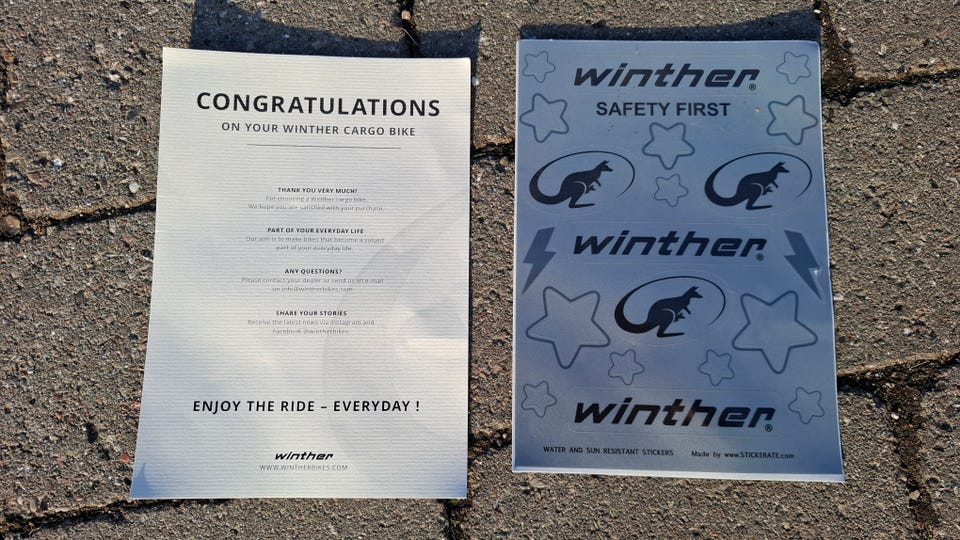 CONGRATULATIONS
ON YOUR WINTHER CARGO BIKE
THANK YOU VERY MUCH!
For choosing a Winther cargo bike.
We hope you are satisfied with your purchase.
PART OF YOUR EVERYDAY LIFE
Our aim is to make bikes that become a valued
part of your everyday life.
ANY QUESTIONS?
Please contact your dealer or send us an e-mail
on info@wintherbikes.com
SHARE YOUR STORIES
Receive the latest news via Instagram and
Facebook @wintherbikes
ENJOY THE RIDE – EVERYDAY !
winther
WWW.WINTHERBIKES.COM
winther®
SAFETY FIRST
winther®
winther®
WATER AND SUN RESISTANT STICKERS Made by www.STICKERATE.com